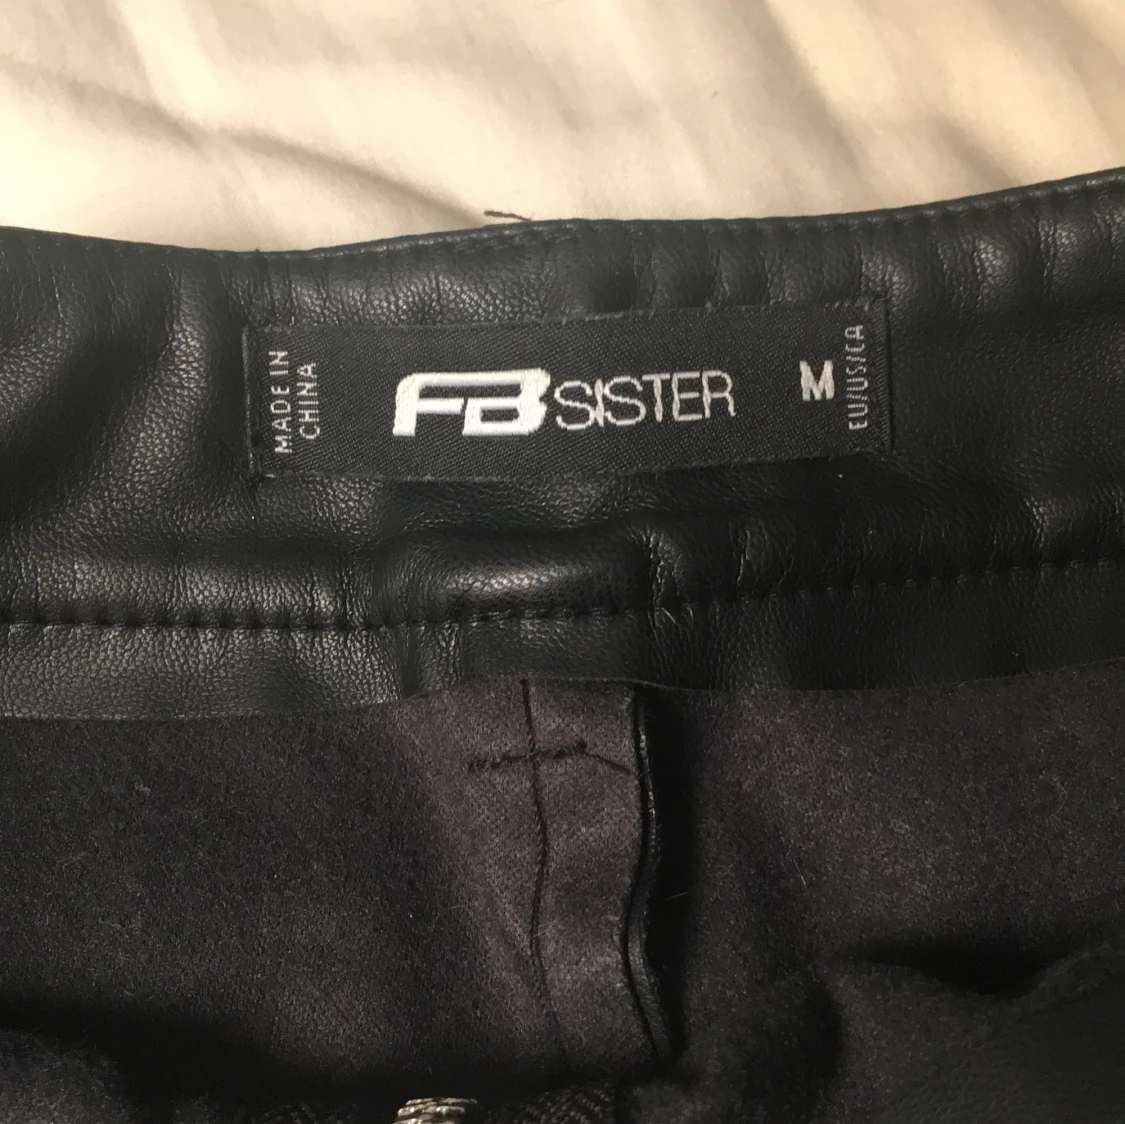 MADE IN
CHINA
FB SISTER
M
EU/US/CA